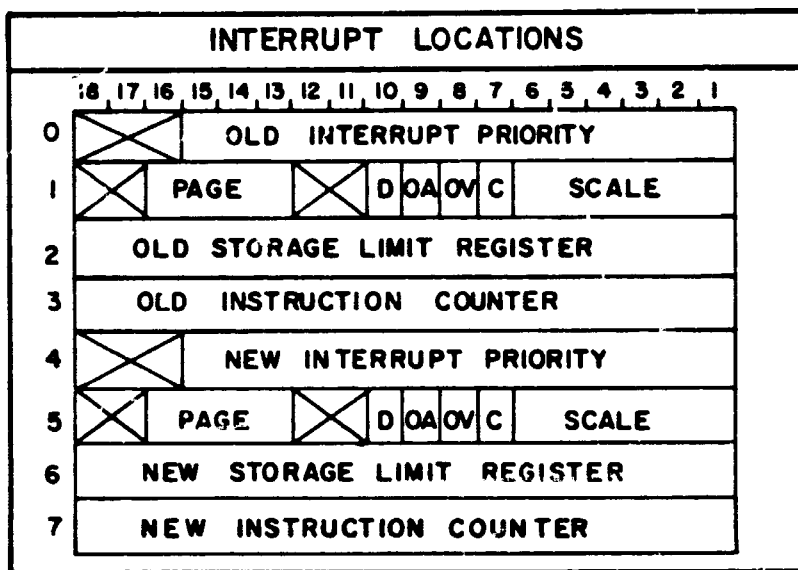 INTERRUPT LOCATIONS
18 17 16 15 14 13 12 11 10 9 8 7 6 5 4 3 2 1
0 OLD INTERRUPT PRIORITY
1 PAGE D OA OV C SCALE
2 OLD STORAGE LIMIT REGISTER
3 OLD INSTRUCTION COUNTER
4 NEW INTERRUPT PRIORITY
5 PAGE D OA OV C SCALE
6 NEW STORAGE LIMIT REGISTER
7 NEW INSTRUCTION COUNTER